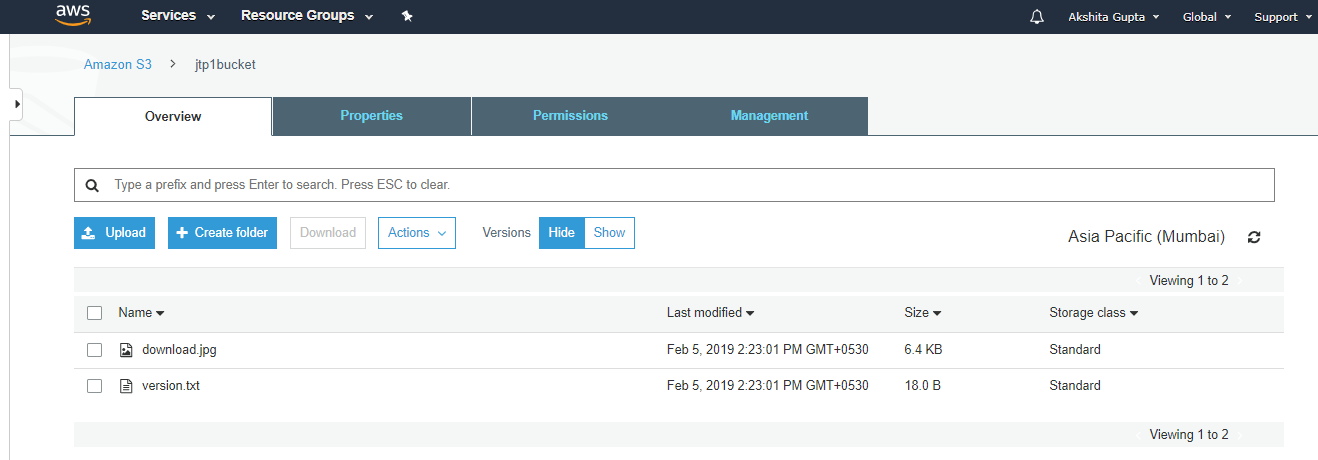 aws Services Resource Groups Akshita Gupta Global Support
Amazon S3 > jtp1bucket
Overview Properties Permissions Management
Type a prefix and press Enter to search. Press ESC to clear.
Upload + Create folder Download Actions Versions Hide Show Asia Pacific (Mumbai)
Viewing 1 to 2
Name Last modified Size Storage class
download.jpg Feb 5, 2019 2:23:01 PM GMT+0530 6.4 KB Standard
version.txt Feb 5, 2019 2:23:01 PM GMT+0530 18.0 B Standard
Viewing 1 to 2